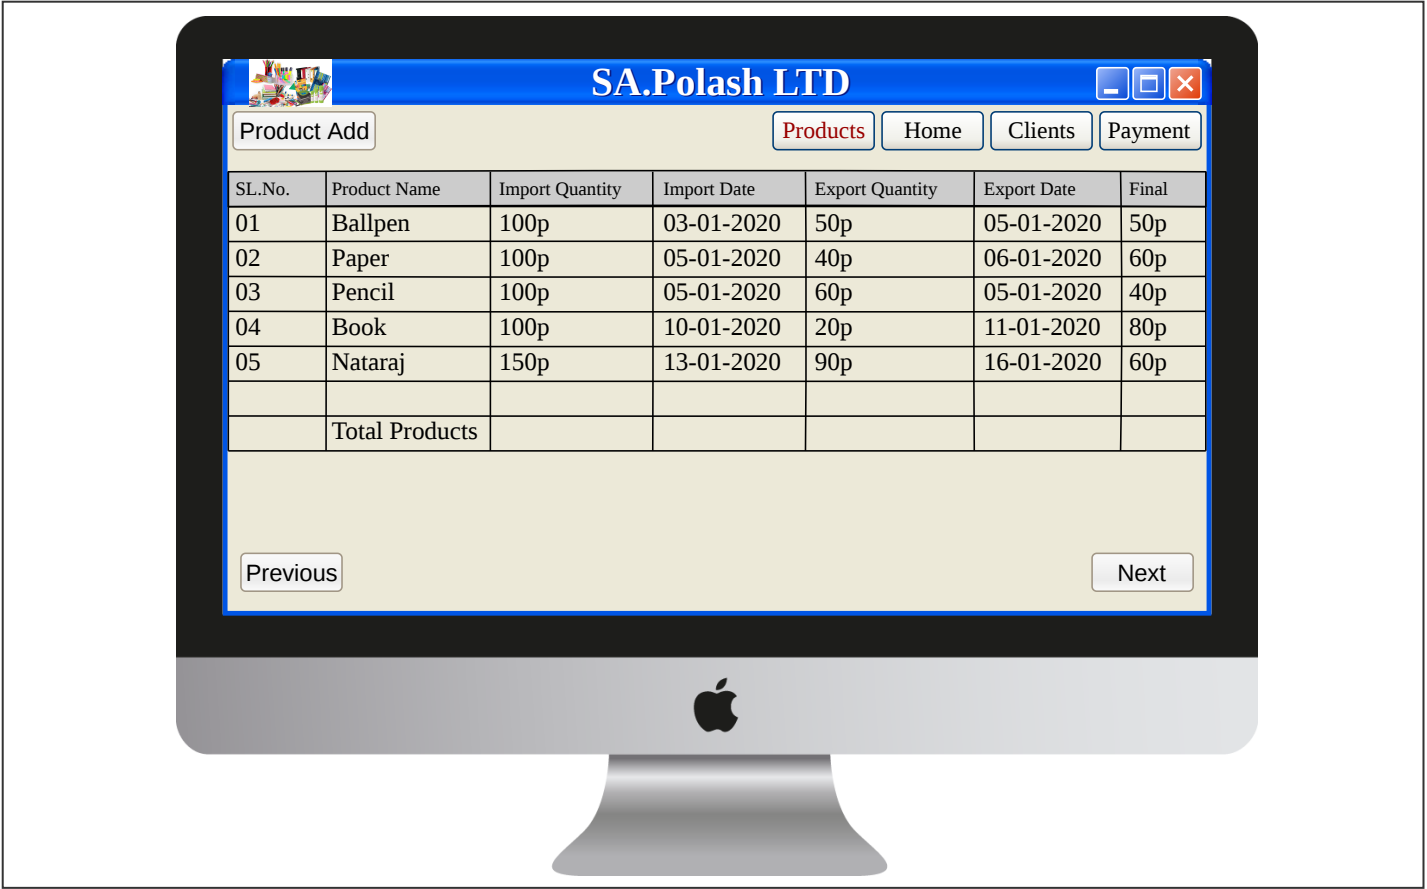 SA.Polash LTD
Product Add Products Home Clients Payment
SL.No. Product Name Import Quantity Import Date Export Quantity Export Date Final
01 Ballpen 100p 03-01-2020 50p 05-01-2020 50p
02 Paper 100p 05-01-2020 40p 06-01-2020 60p
03 Pencil 100p 05-01-2020 60p 05-01-2020 40p
04 Book 100p 10-01-2020 20p 11-01-2020 80p
05 Nataraj 150p 13-01-2020 90p 16-01-2020 60p
Total Products
Previous Next